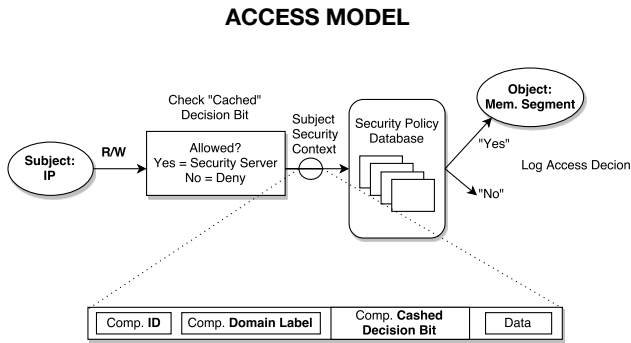 ACCESS MODEL
Check "Cached"
Decision Bit
Subject:
IP
R/W
Allowed?
Yes = Security Server
No = Deny
Subject
Security
Context
Security Policy
Database
Object:
Mem. Segment
"Yes"
"No"
Log Access Decion
Comp. ID
Comp. Domain Label
Comp. Cashed
Decision Bit
Data